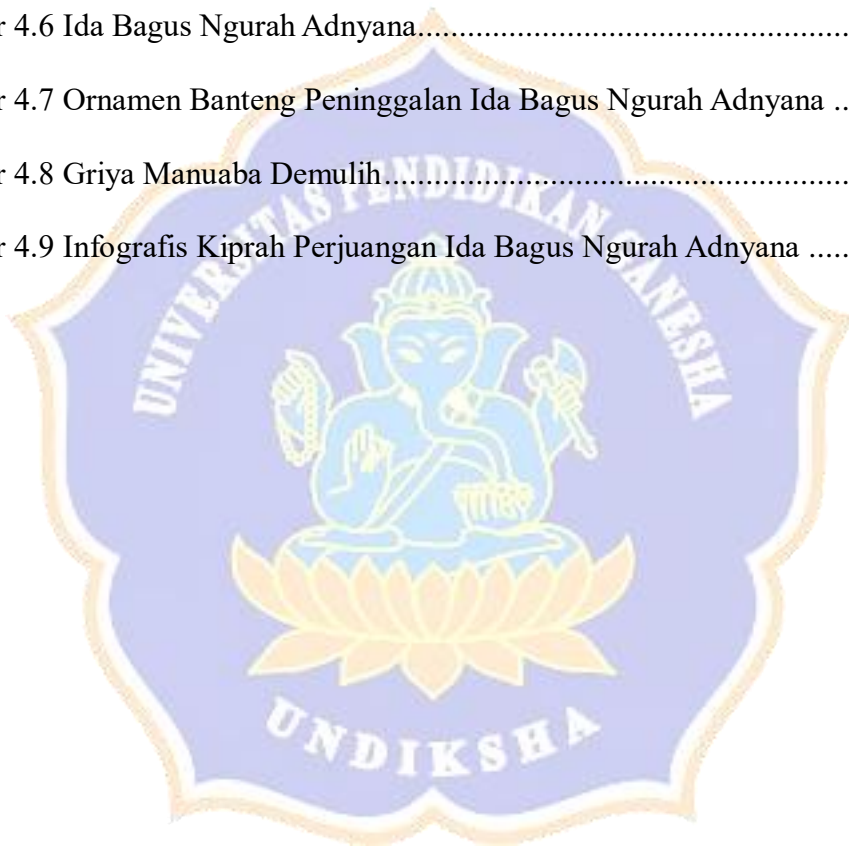 r 4.6 Ida Bagus Ngurah Adnyana.....................................................
r 4.7 Ornamen Banteng Peninggalan Ida Bagus Ngurah Adnyana ..
r 4.8 Griya Manuaba Demulih.........................................................
r 4.9 Infografis Kiprah Perjuangan Ida Bagus Ngurah Adnyana .....
UNIVERSITAS PENDIDIKAN GANESHA
UNDIKSHA